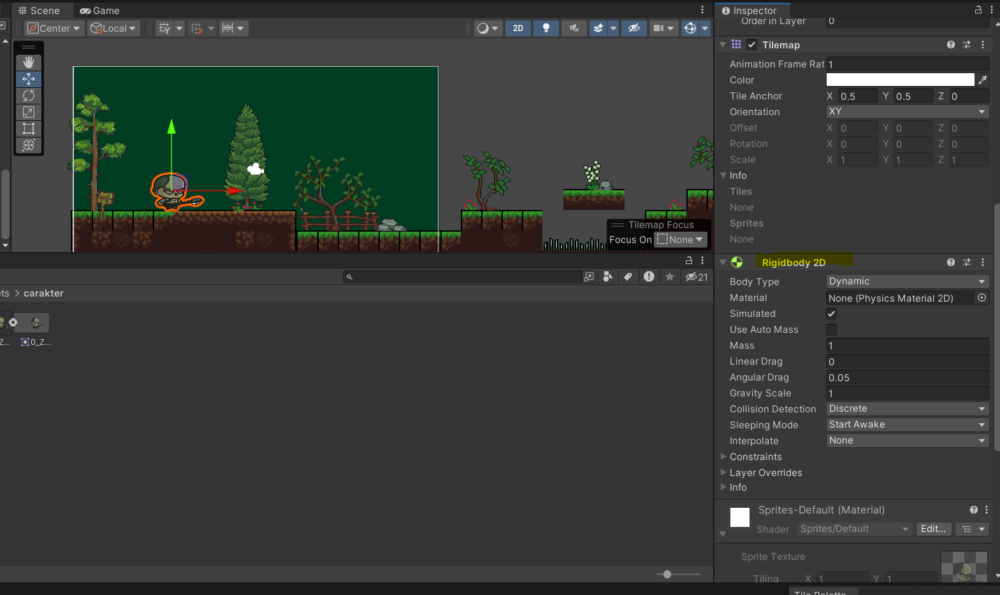 Scene
Game
Inspector
Center
Local
2D
Order in Layer 0
Tilemap
Animation Frame Rat 1
Color
Tile Anchor X 0.5 Y 0.5 Z 0
Orientation XY
Offset X 0 Y 0 Z 0
Rotation X 0 Y 0 Z 0
Scale X 1 Y 1 Z 1
Info
Tiles
None
Sprites
None
Tilemap Focus
Focus On None
21
ets > carakter
Z...
0_Z...
Rigidbody 2D
Body Type Dynamic
Material None (Physics Material 2D)
Simulated
Use Auto Mass
Mass 1
Linear Drag 0
Angular Drag 0.05
Gravity Scale 1
Collision Detection Discrete
Sleeping Mode Start Awake
Interpolate None
Constraints
Layer Overrides
Info
Sprites-Default (Material)
Shader Sprites/Default Edit...
Sprite Texture
Tiling X 1 Y 1
Tile Palette